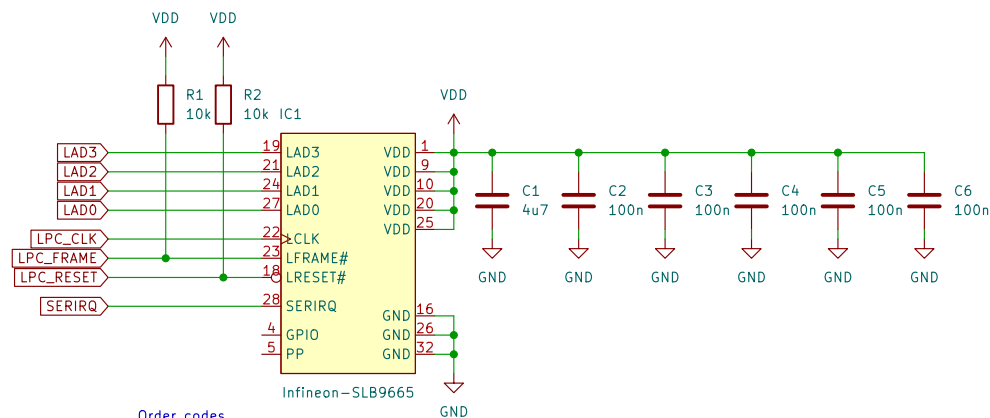 VDD VDD
R1 R2
10k 10k IC1
VDD
LAD3 19 LAD3 VDD 1
LAD2 21 LAD2 VDD 9
LAD1 24 LAD1 VDD 10
LAD0 27 LAD0 VDD 20
VDD 25
C1 C2 C3 C4 C5 C6
4u7 100n 100n 100n 100n 100n
LPC_CLK 22 LCLK
LPC_FRAME 23 LFRAME#
LPC_RESET 18 LRESET#
GND GND GND GND GND GND
SERIRQ 28 SERIRQ
GND 16
4 GPIO GND 26
5 PP GND 32
Infineon-SLB9665
GND
Order codes